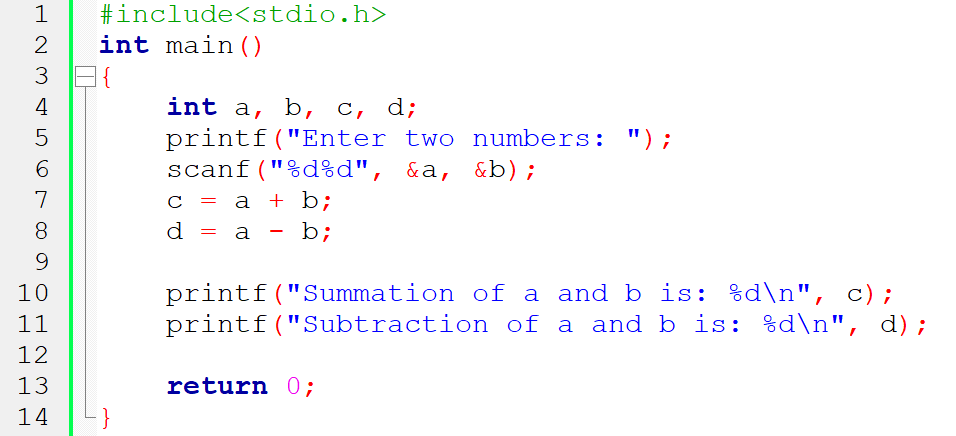 1 #include<stdio.h>
2 int main()
3 {
4 int a, b, c, d;
5 printf("Enter two numbers: ");
6 scanf("%d%d", &a, &b);
7 c = a + b;
8 d = a - b;
9
10 printf("Summation of a and b is: %d\n", c);
11 printf("Subtraction of a and b is: %d\n", d);
12
13 return 0;
14 }